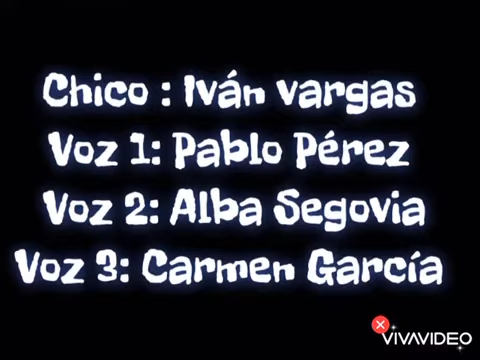 Chico : Iván vargas
Voz 1: Pablo Pérez
Voz 2: Alba Segovia
Voz 3: Carmen García
VIVAVIDEO